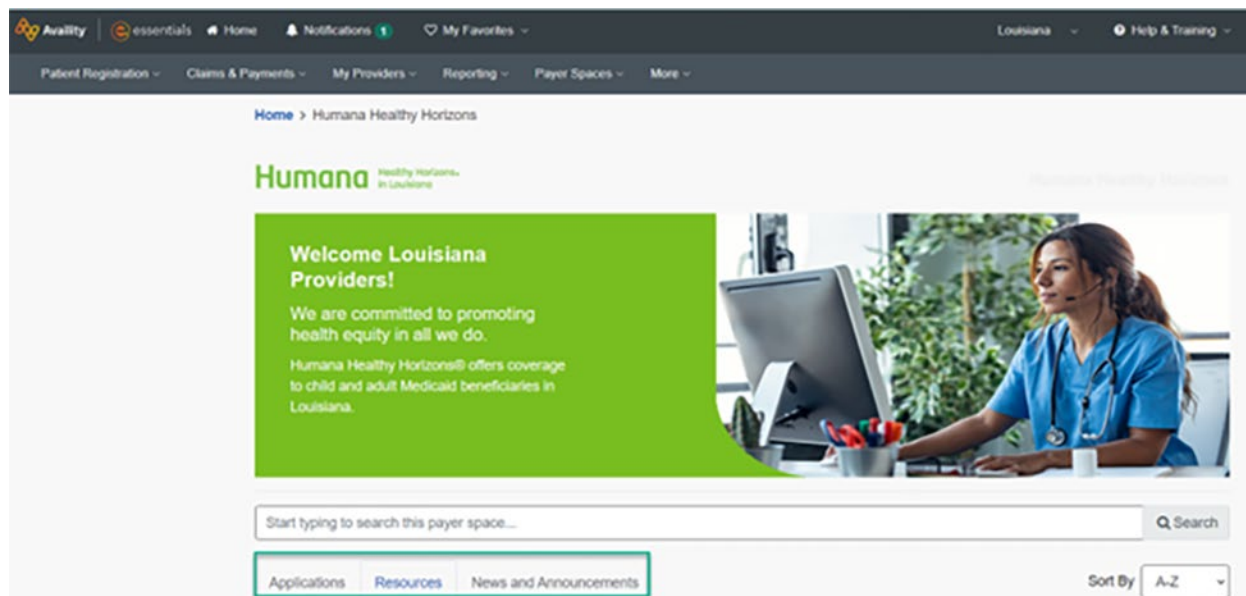 Availity essentials Home Notifications 1 My Favorites Louisiana Help & Training
Patient Registration Claims & Payments My Providers Reporting Payer Spaces More
Home > Humana Healthy Horizons
Humana Healthy Horizons®
in Louisiana
Humana Healthy Horizons
Welcome Louisiana
Providers!
We are committed to promoting
health equity in all we do.
Humana Healthy Horizons® offers coverage
to child and adult Medicaid beneficiaries in
Louisiana.
Start typing to search this payer space... Search
Applications Resources News and Announcements Sort By A-Z